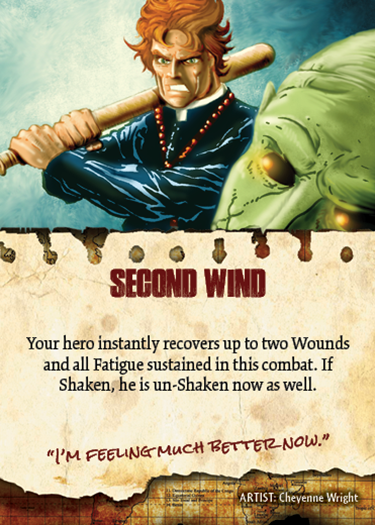 SECOND WIND
Your hero instantly recovers up to two Wounds
and all Fatigue sustained in this combat. If
Shaken, he is un-Shaken now as well.
“I’M FEELING MUCH BETTER NOW.”
ARTIST: Cheyenne Wright